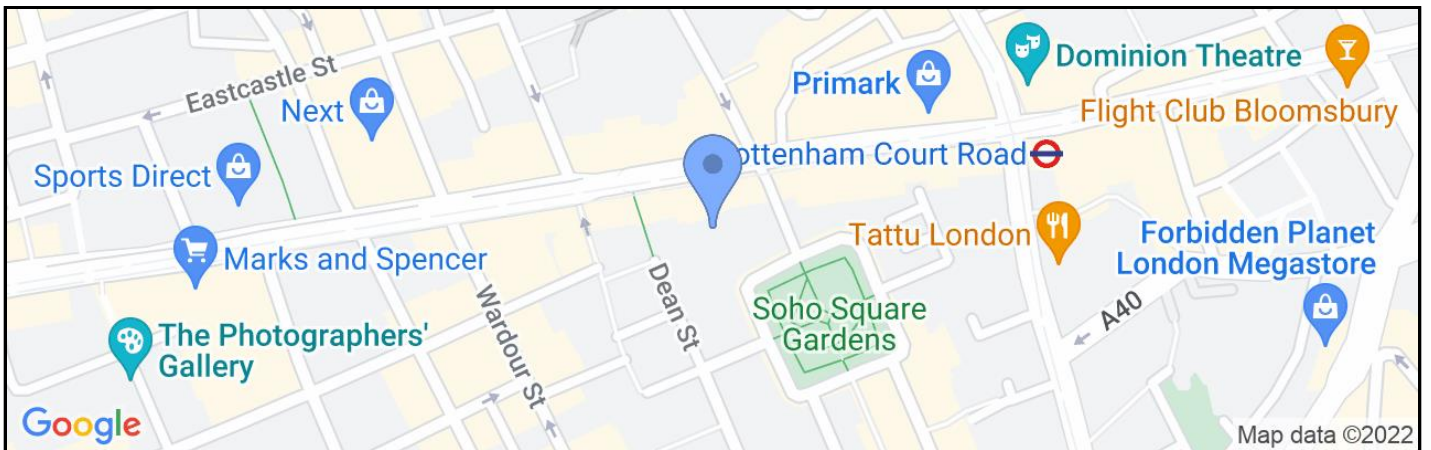 Eastcastle St
Next
Primark
Dominion Theatre
Flight Club Bloomsbury
Sports Direct
ottenham Court Road
Marks and Spencer
Wardour St
Dean St
Tattu London
Forbidden Planet
London Megastore
Soho Square
Gardens
A40
The Photographers'
Gallery
Google
Map data ©2022